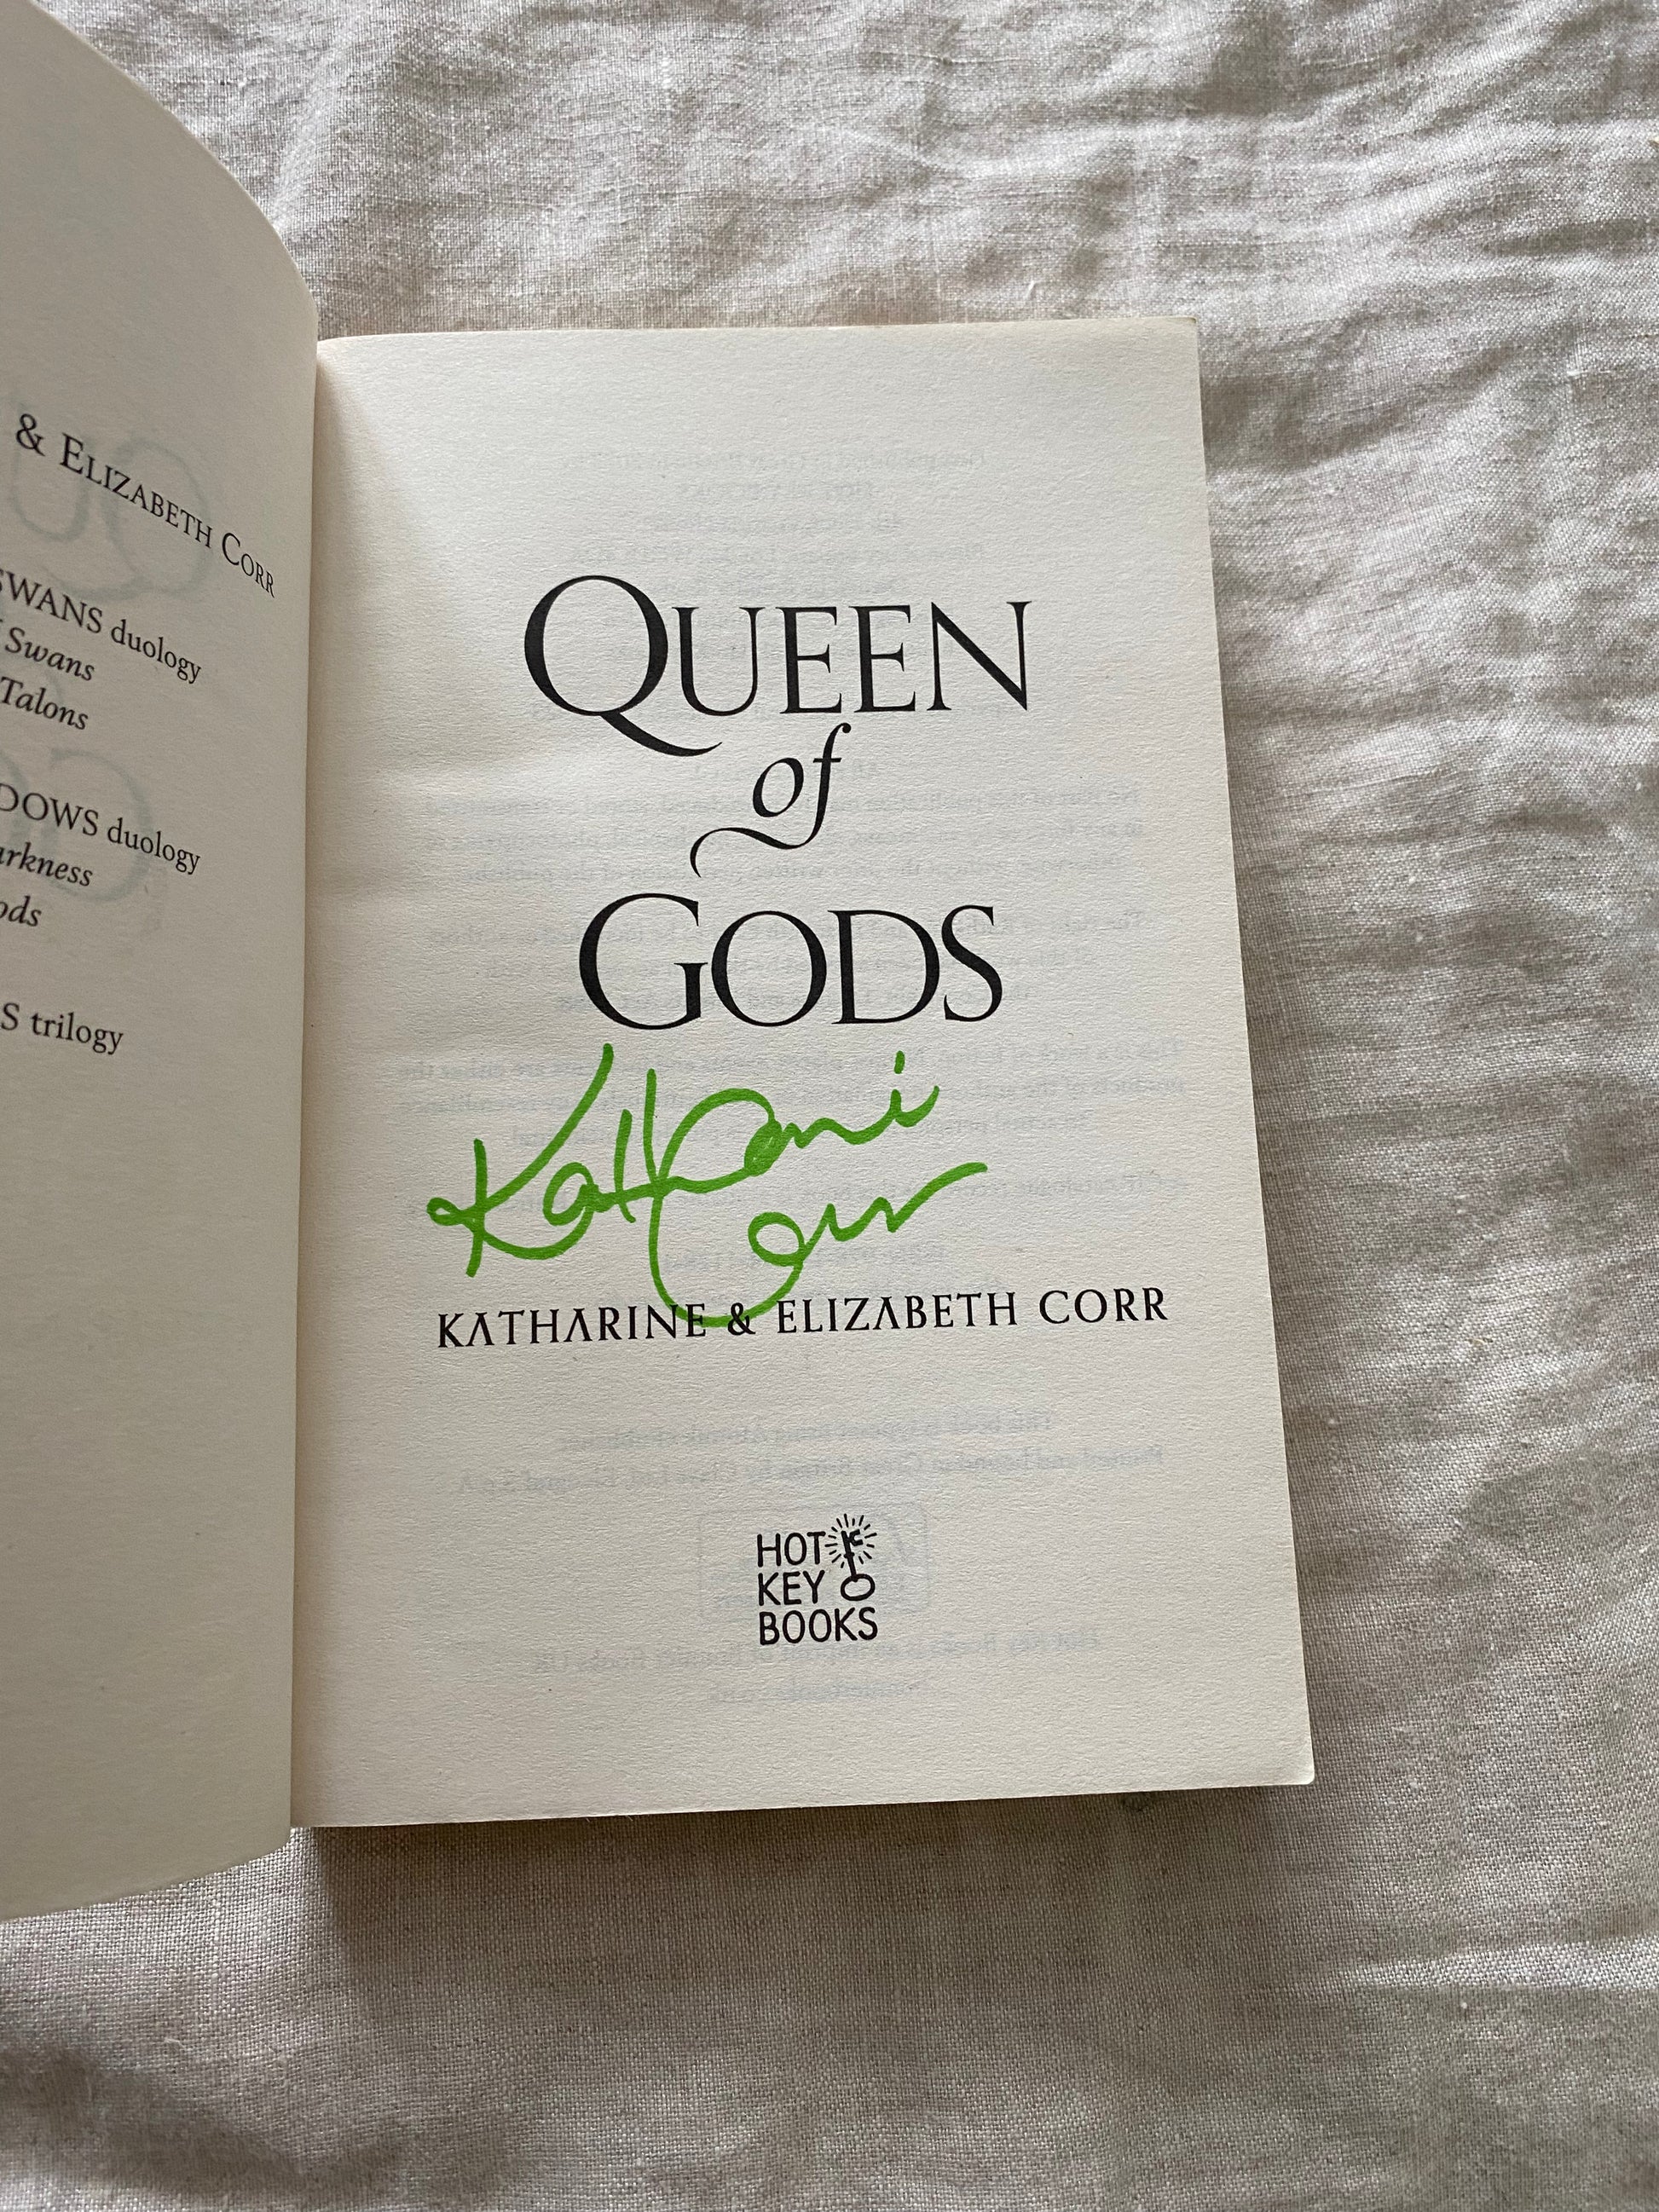 & ELIZABETH CORR
SWANS duology
Swans
Talons
DOWS duology
arkness
ods
S trilogy
QUEEN
of
GODS
Katharine
Corr
KATHARINE & ELIZABETH CORR
HOT
KEY
BOOKS